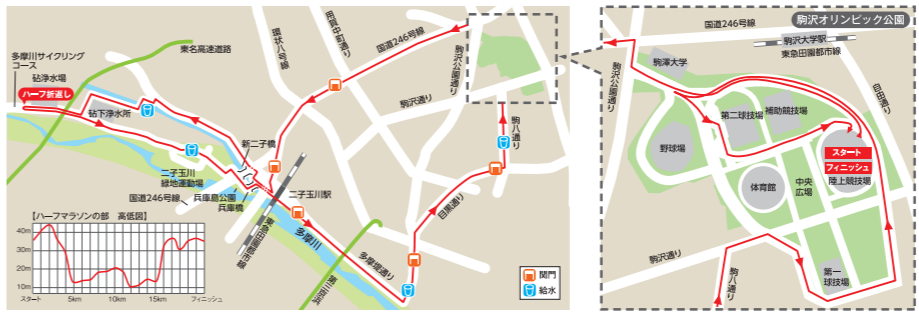 多摩川サイクリング
コース
砧浄水場
ハーフ折返し
砧下浄水所
東名高速道路
環状八号線
用賀中町通り
国道246号線
駒沢公園通り
駒沢通り
駒八通り
新二子橋
二子玉川
緑地運動場
国道246号線
兵庫島公園
兵庫橋
二子玉川駅
東急田園都市線
多摩川
多摩堤通り
第三京浜
目黒通り
【ハーフマラソンの部 高低図】
40m
30m
20m
10m
スタート
5km
10km
15km
フィニッシュ
関門
給水
駒沢オリンピック公園
国道246号線
駒沢大学駅
東急田園都市線
駒澤大学
駒沢公園通り
自由通り
第二球技場
補助競技場
野球場
スタート
フィニッシュ
陸上競技場
体育館
中央
広場
駒沢通り
駒八通り
第一
球技場